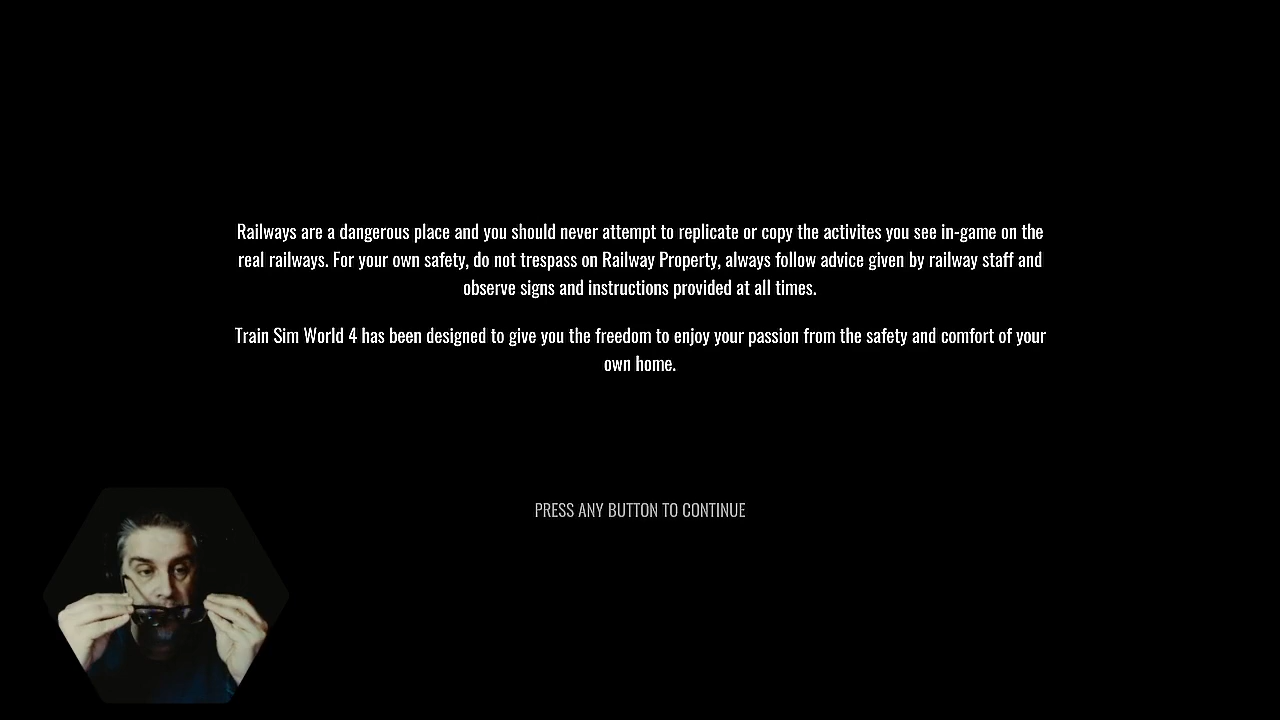 Railways are a dangerous place and you should never attempt to replicate or copy the activites you see in-game on the
real railways. For your own safety, do not trespass on Railway Property, always follow advice given by railway staff and
observe signs and instructions provided at all times.
Train Sim World 4 has been designed to give you the freedom to enjoy your passion from the safety and comfort of your
own home.
PRESS ANY BUTTON TO CONTINUE